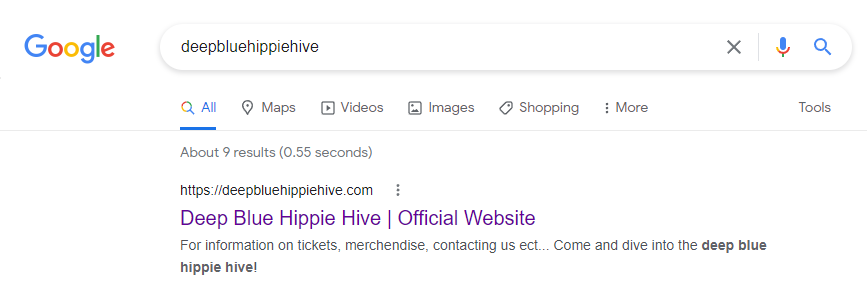 Google
deepbluehippiehive
All Maps Videos Images Shopping More Tools
About 9 results (0.55 seconds)
https://deepbluehippiehive.com
Deep Blue Hippie Hive | Official Website
For information on tickets, merchendise, contacting us ect... Come and dive into the deep blue
hippie hive!